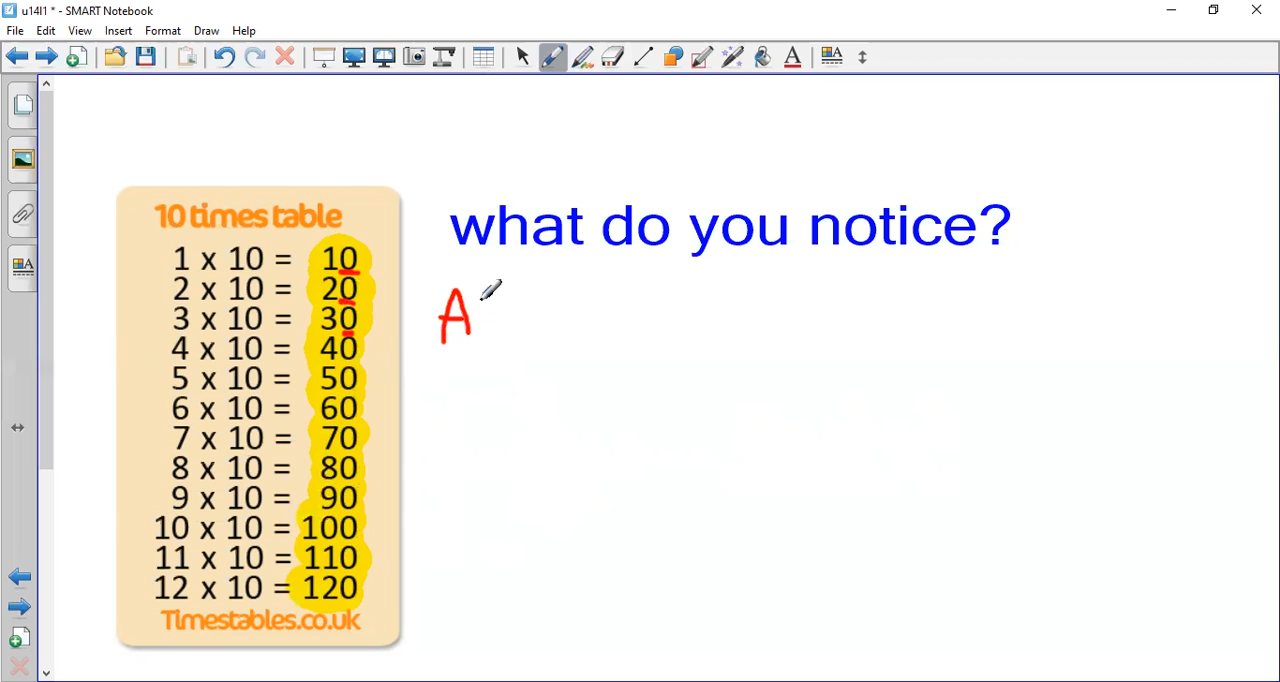 u14l1 * - SMART Notebook
File Edit View Insert Format Draw Help
10 times table
1 x 10 = 10
2 x 10 = 20
3 x 10 = 30
4 x 10 = 40
5 x 10 = 50
6 x 10 = 60
7 x 10 = 70
8 x 10 = 80
9 x 10 = 90
10 x 10 = 100
11 x 10 = 110
12 x 10 = 120
Timestables.co.uk
what do you notice?
A